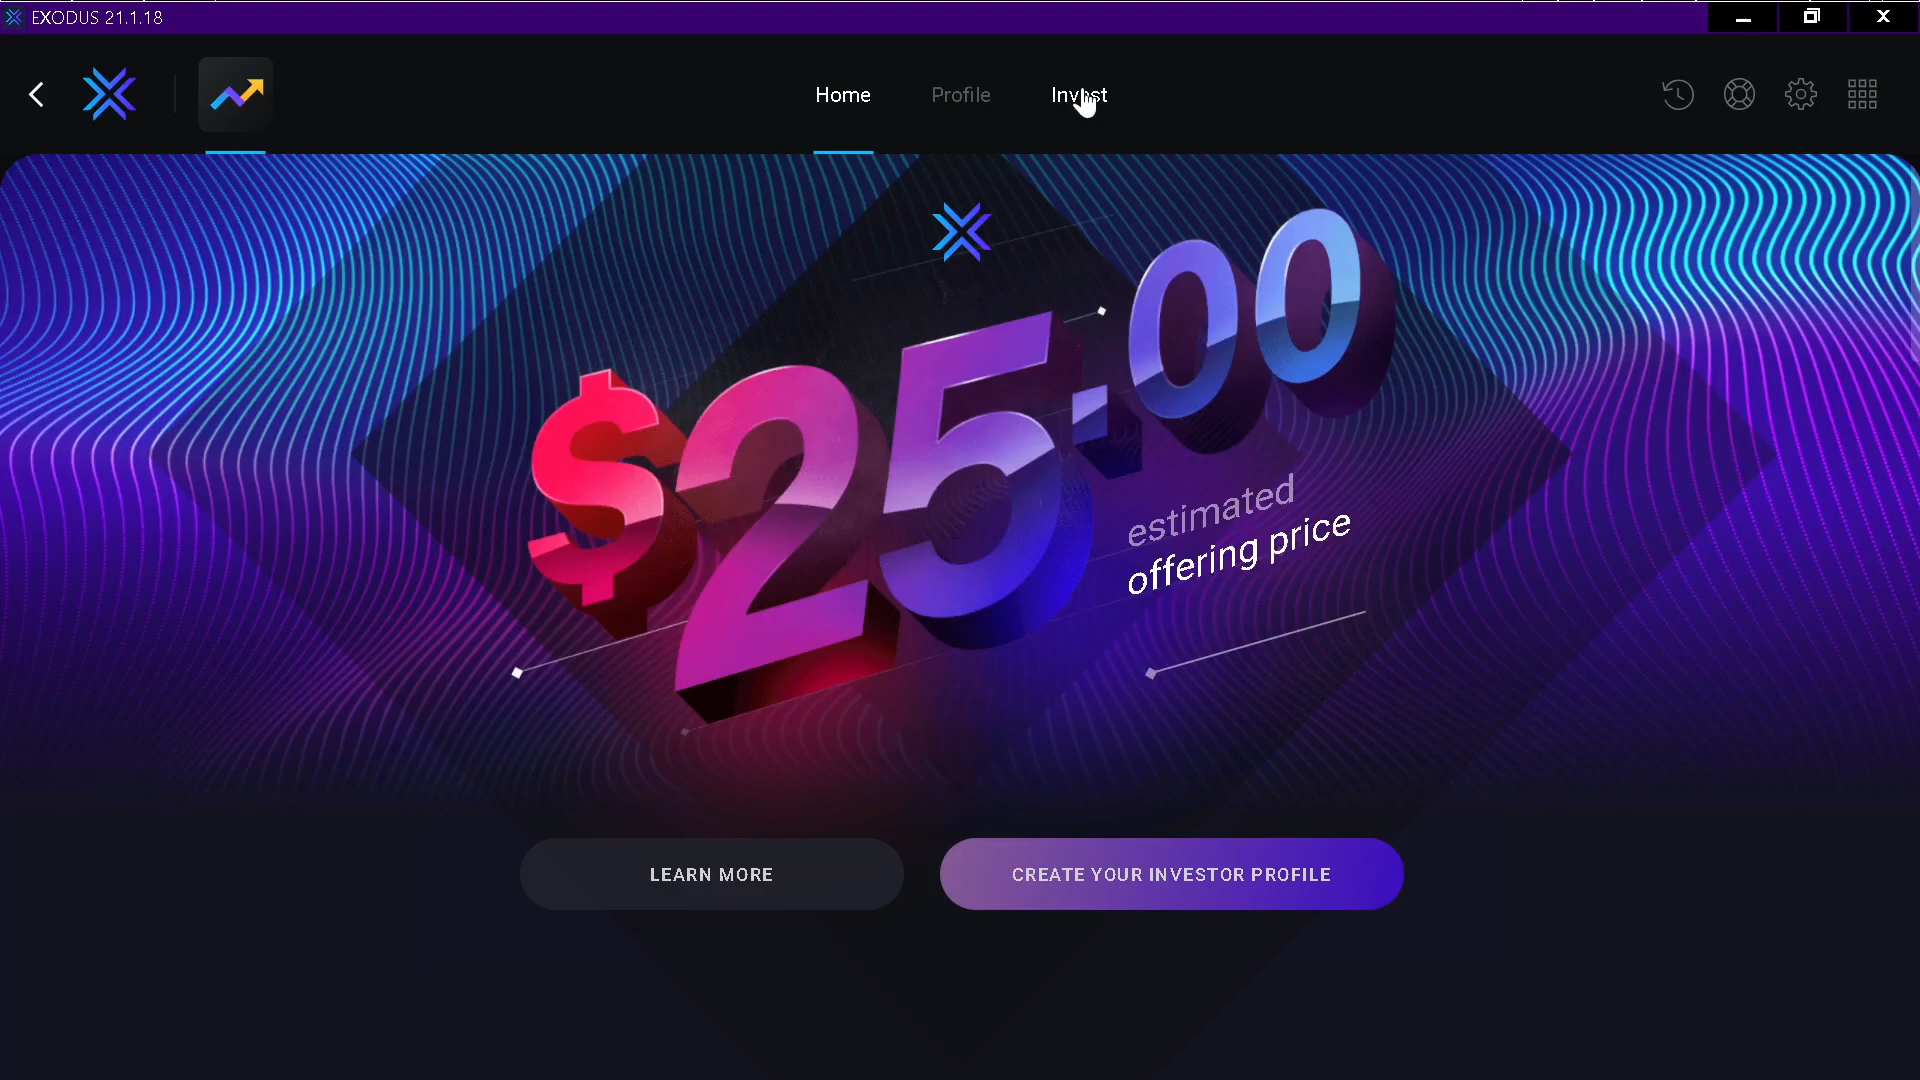 EXODUS 21.1.18
Home
Profile
Invest
$25.00
estimated
offering price
LEARN MORE
CREATE YOUR INVESTOR PROFILE